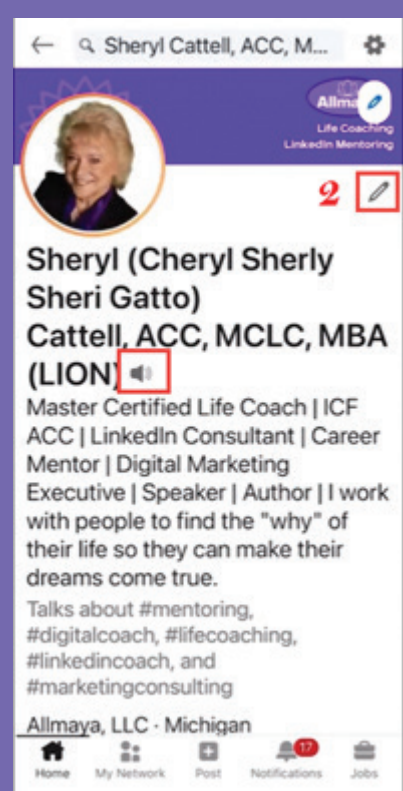 Sheryl Cattell, ACC, M...
Life Coaching
LinkedIn Mentoring
2
Sheryl (Cheryl Sherly
Sheri Gatto)
Cattell, ACC, MCLC, MBA
(LION)
Master Certified Life Coach | ICF
ACC | LinkedIn Consultant | Career
Mentor | Digital Marketing
Executive | Speaker | Author | I work
with people to find the "why" of
their life so they can make their
dreams come true.
Talks about #mentoring,
#digitalcoach, #lifecoaching,
#linkedincoach, and
#marketingconsulting
Allmaya, LLC · Michigan
17
Home My Network Post Notifications Jobs